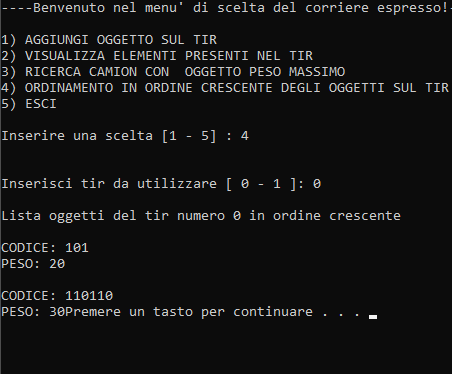 ----Benvenuto nel menu' di scelta del corriere espresso!-
1) AGGIUNGI OGGETTO SUL TIR
2) VISUALIZZA ELEMENTI PRESENTI NEL TIR
3) RICERCA CAMION CON  OGGETTO PESO MASSIMO
4) ORDINAMENTO IN ORDINE CRESCENTE DEGLI OGGETTI SUL TIR
5) ESCI
Inserire una scelta [1 - 5] : 4
Inserisci tir da utilizzare [ 0 - 1 ]: 0
Lista oggetti del tir numero 0 in ordine crescente
CODICE: 101
PESO: 20
CODICE: 110110
PESO: 30Premere un tasto per continuare . . .